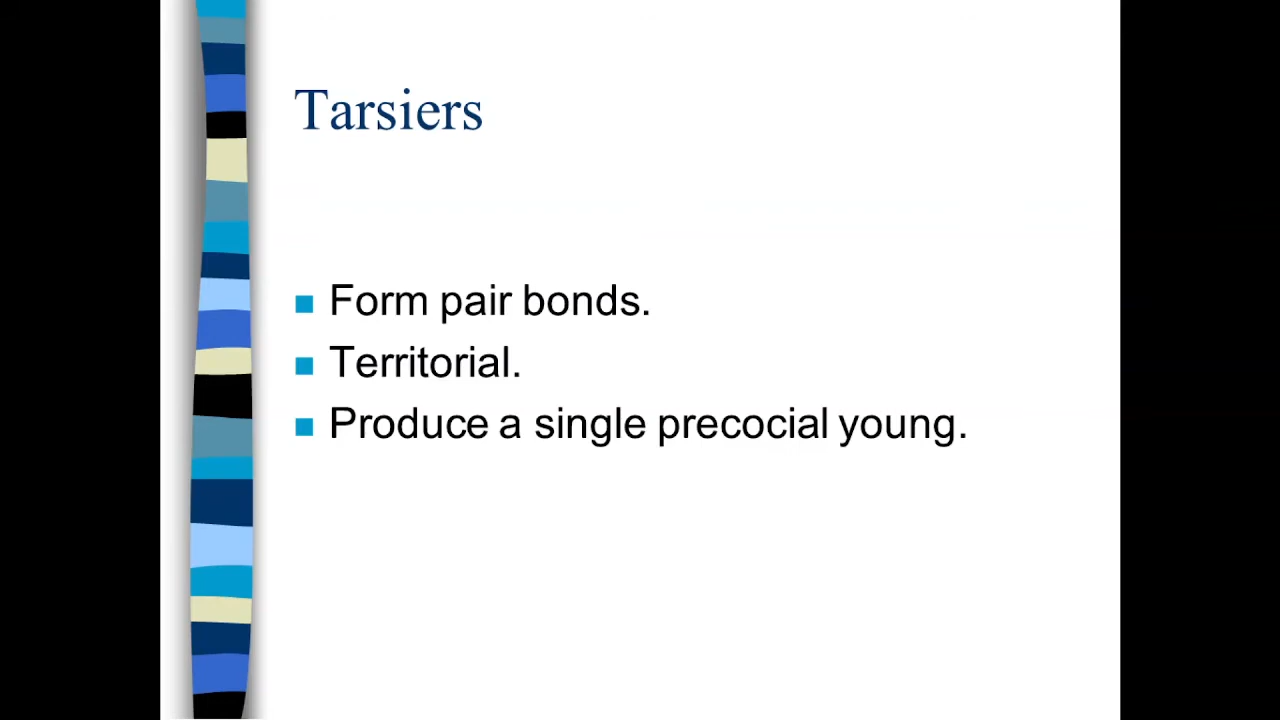 Tarsiers
Form pair bonds.
Territorial.
Produce a single precocial young.